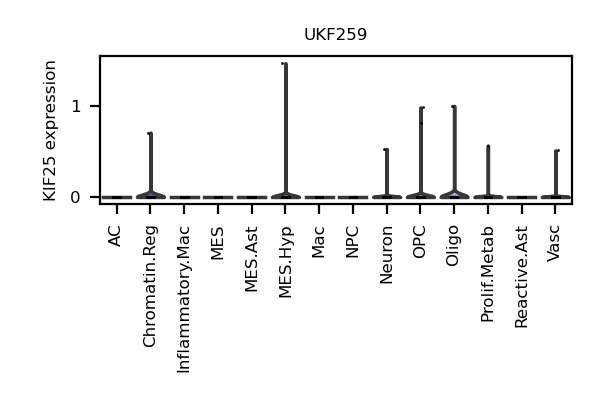 UKF259
KIF25 expression
1
0
AC
Chromatin.Reg
Inflammatory.Mac
MES
MES.Ast
MES.Hyp
Mac
NPC
Neuron
OPC
Oligo
Prolif.Metab
Reactive.Ast
Vasc